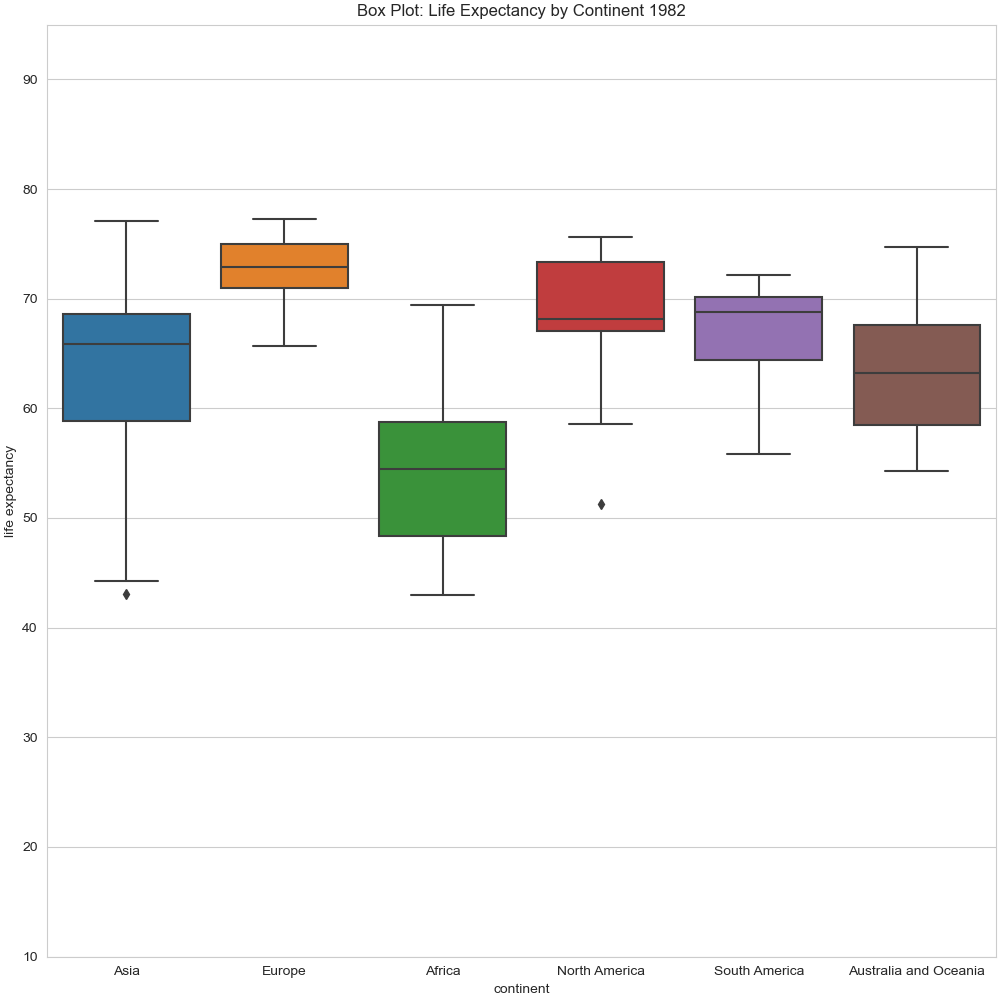 Box Plot: Life Expectancy by Continent 1982
life expectancy
90
80
70
60
50
40
30
20
10
Asia Europe Africa North America South America Australia and Oceania
continent